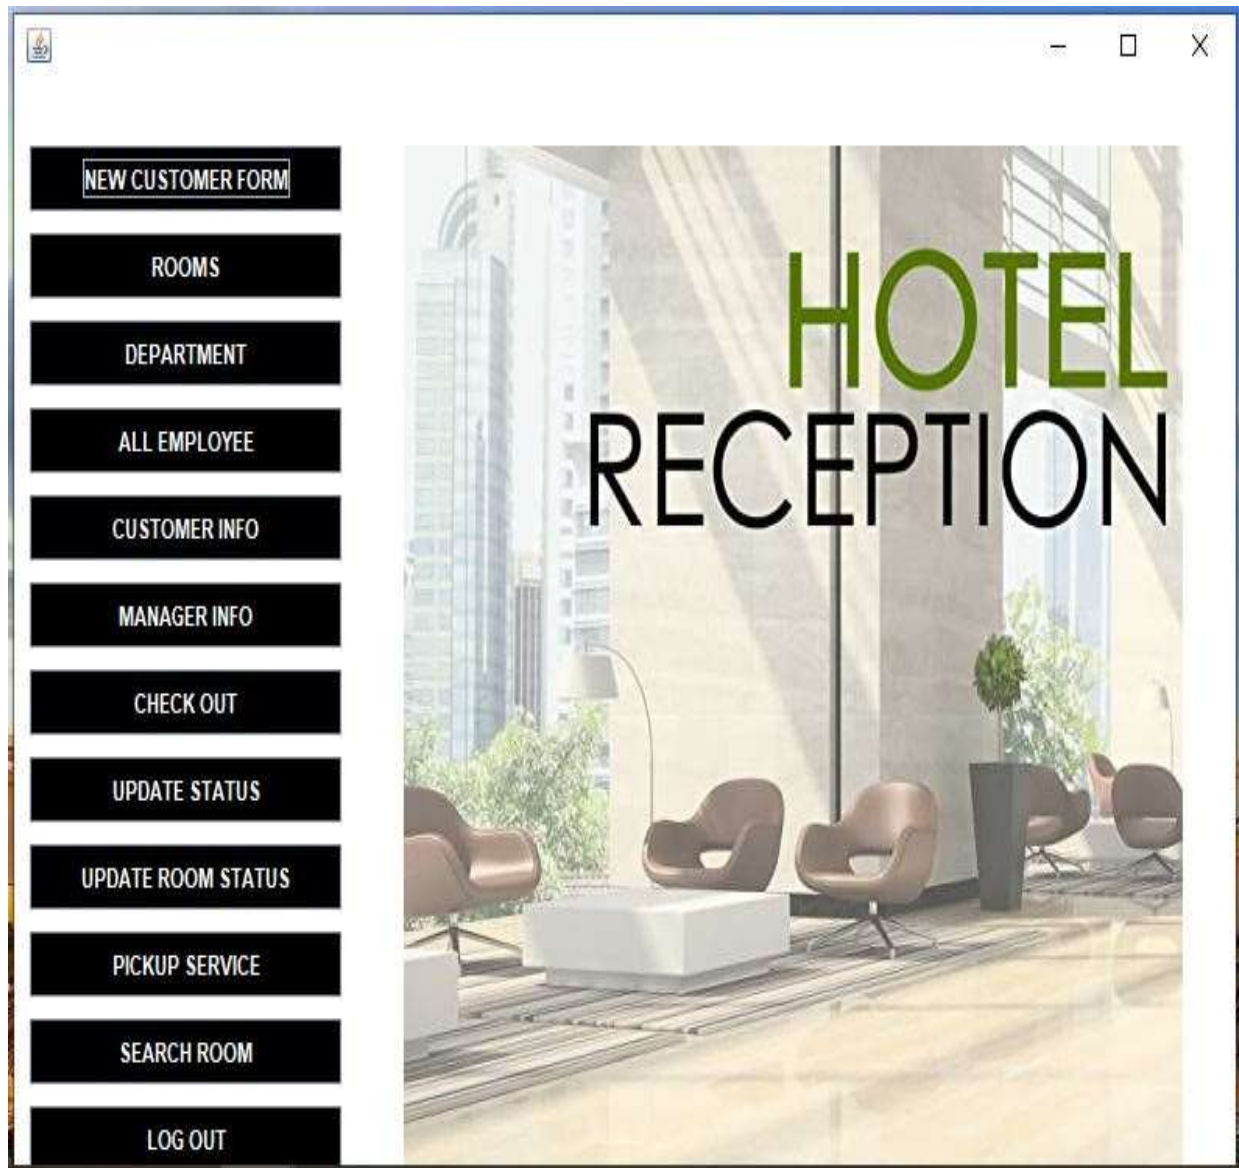 NEW CUSTOMER FORM
ROOMS
DEPARTMENT
ALL EMPLOYEE
CUSTOMER INFO
MANAGER INFO
CHECK OUT
UPDATE STATUS
UPDATE ROOM STATUS
PICKUP SERVICE
SEARCH ROOM
LOG OUT
HOTEL
RECEPTION